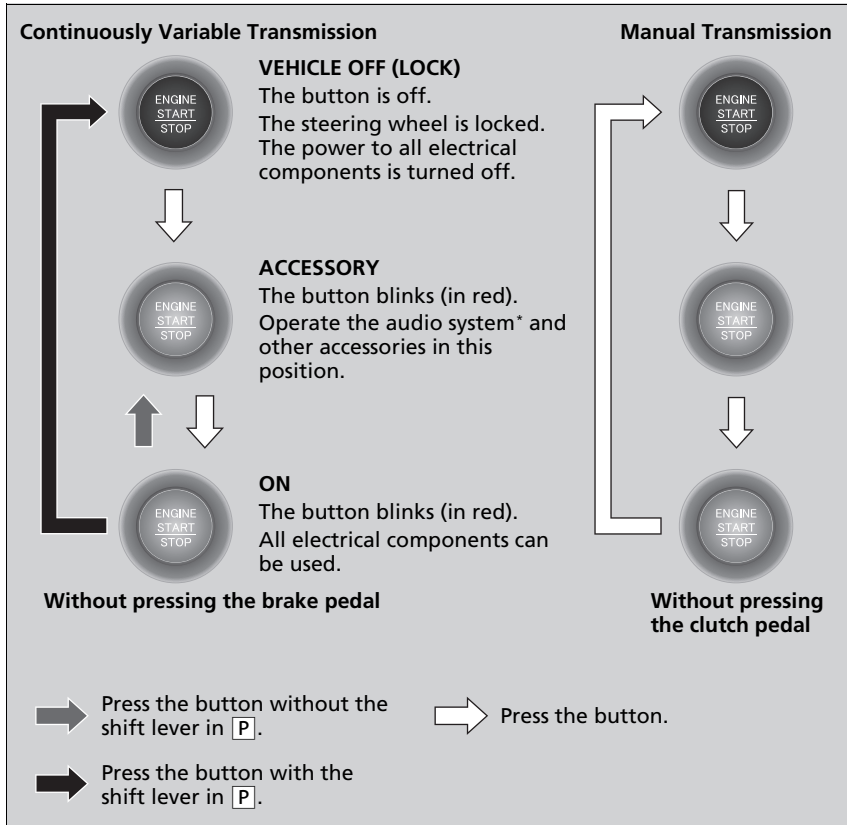 Continuously Variable Transmission
Manual Transmission
ENGINE
START
STOP
VEHICLE OFF (LOCK)
The button is off.
The steering wheel is locked.
The power to all electrical
components is turned off.
ENGINE
START
STOP
ENGINE
START
STOP
ACCESSORY
The button blinks (in red).
Operate the audio system* and
other accessories in this
position.
ENGINE
START
STOP
ENGINE
START
STOP
ON
The button blinks (in red).
All electrical components can
be used.
ENGINE
START
STOP
Without pressing the brake pedal
Without pressing
the clutch pedal
Press the button without the
shift lever in P.
Press the button.
Press the button with the
shift lever in P.